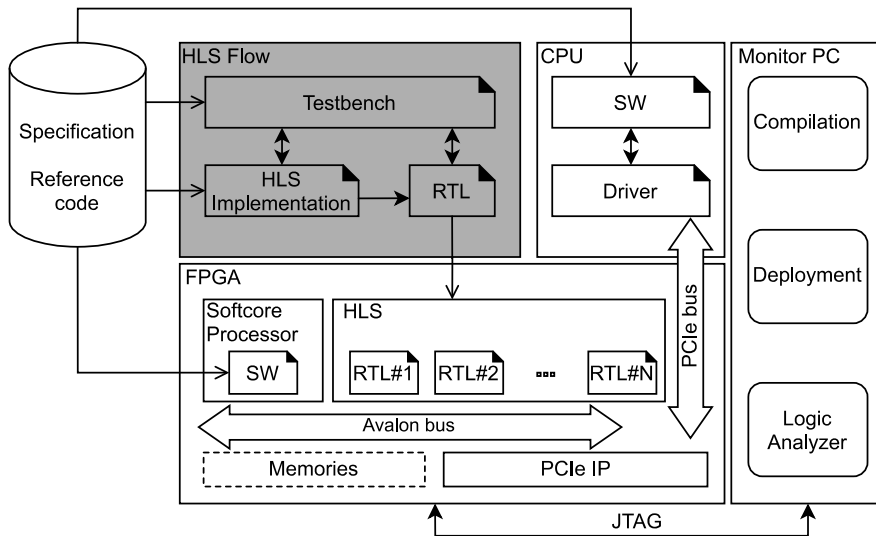 HLS Flow
CPU
Monitor PC
Specification
Reference
code
Testbench
HLS
Implementation
RTL
SW
Driver
Compilation
Deployment
Logic
Analyzer
FPGA
Softcore
Processor
SW
HLS
RTL#1
RTL#2
RTL#N
PCIe bus
Avalon bus
Memories
PCIe IP
JTAG